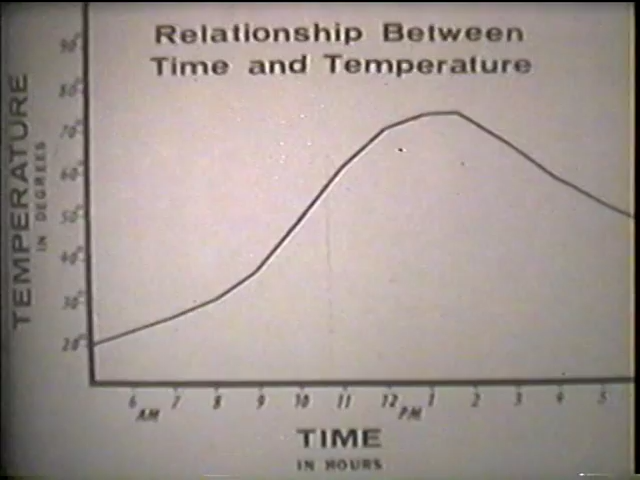 Relationship Between
Time and Temperature
TEMPERATURE
IN DEGREES
90°
80°
70°
60°
50°
40°
30°
20°
6 7 8 9 10 11 12 1 2 3 4 5
AM PM
TIME
IN HOURS